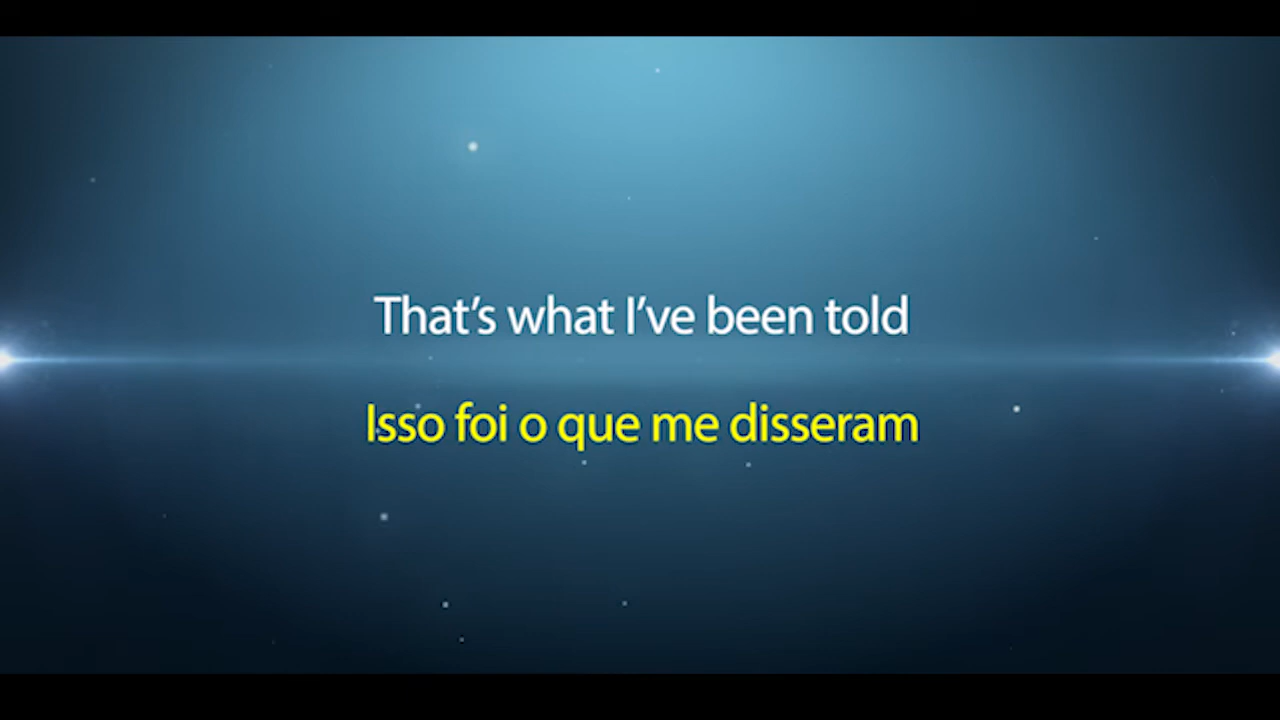 That’s what I’ve been told
Isso foi o que me disseram